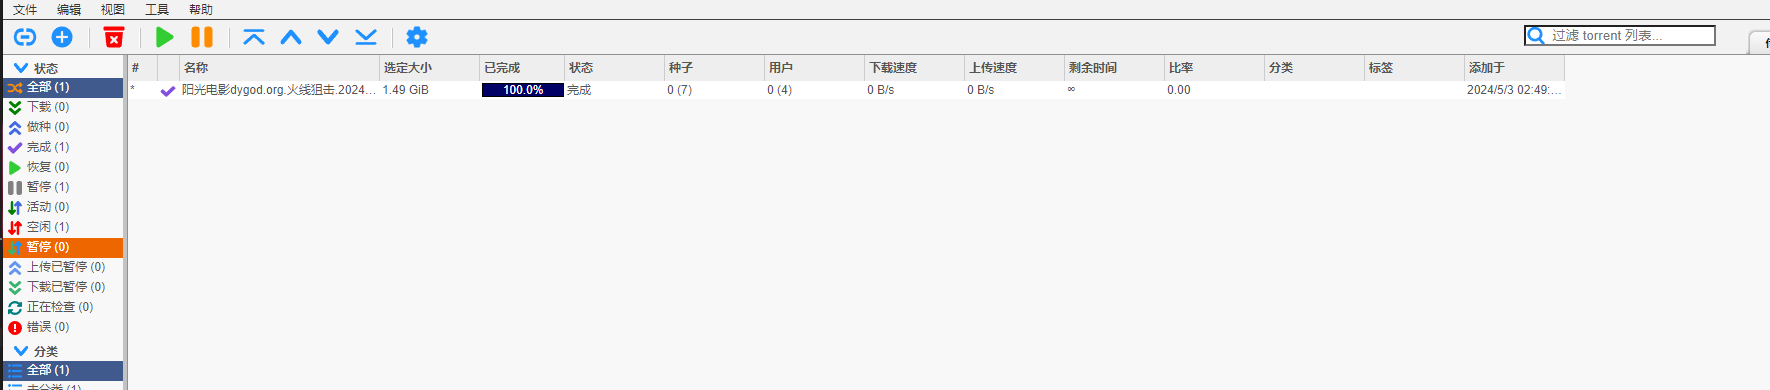 文件 编辑 视图 工具 帮助
过滤 torrent 列表...
状态
全部 (1)
下载 (0)
做种 (0)
完成 (1)
恢复 (0)
暂停 (1)
活动 (0)
空闲 (1)
暂停 (0)
上传已暂停 (0)
下载已暂停 (0)
正在检查 (0)
错误 (0)
分类
全部 (1)
未分类 (1)
# 名称 选定大小 已完成 状态 种子 用户 下载速度 上传速度 剩余时间 比率 分类 标签 添加于
* 阳光电影dygod.org.火线狙击.2024... 1.49 GiB 100.0% 完成 0 (7) 0 (4) 0 B/s 0 B/s ∞ 0.00 2024/5/3 02:49:...